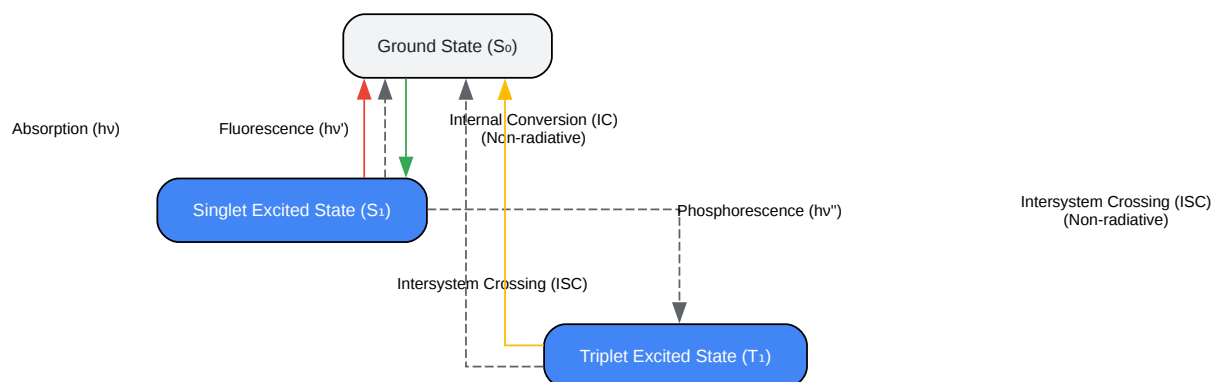 Ground State (S₀)
Absorption (hν)
Fluorescence (hν')
Internal Conversion (IC)
(Non-radiative)
Singlet Excited State (S₁)
Phosphorescence (hν")
Intersystem Crossing (ISC)
(Non-radiative)
Intersystem Crossing (ISC)
Triplet Excited State (T₁)